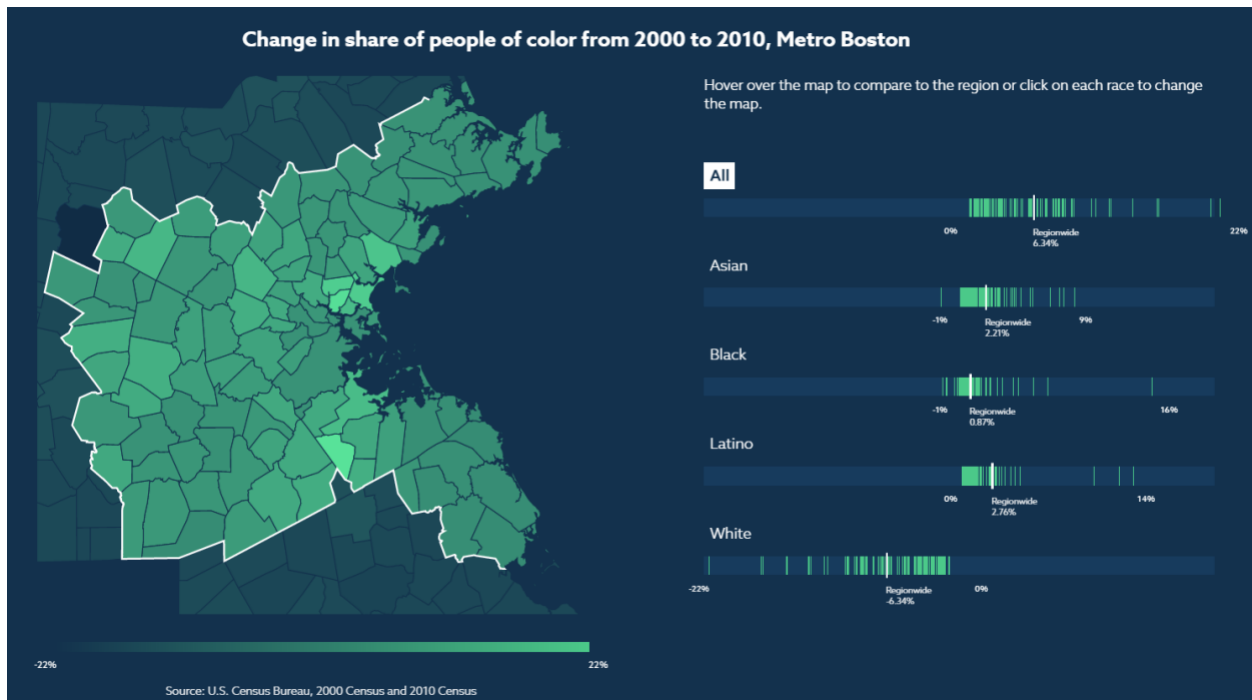 Change in share of people of color from 2000 to 2010, Metro Boston
Hover over the map to compare to the region or click on each race to change
the map.
All
0%
Regionwide
6.34%
22%
Asian
-1%
Regionwide
2.21%
9%
Black
-1%
Regionwide
0.87%
16%
Latino
0%
Regionwide
2.76%
14%
White
-22%
Regionwide
-6.34%
0%
-22%
22%
Source: U.S. Census Bureau, 2000 Census and 2010 Census